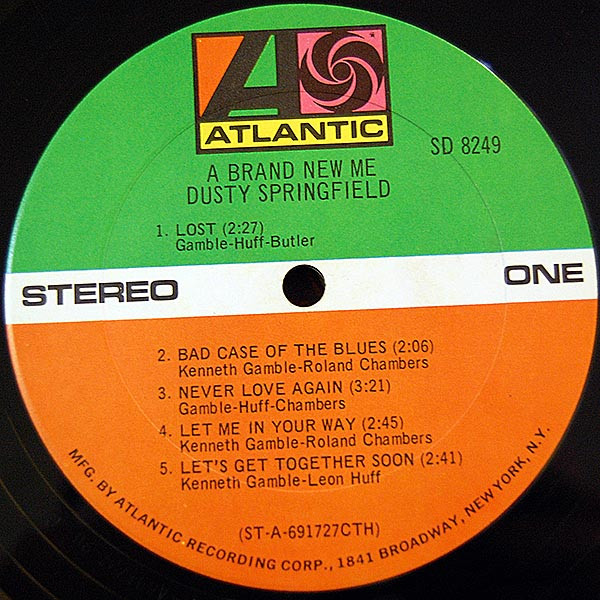 ATLANTIC
SD 8249
A BRAND NEW ME
DUSTY SPRINGFIELD
1. LOST (2:27)
Gamble-Huff-Butler
STEREO ONE
2. BAD CASE OF THE BLUES (2:06)
Kenneth Gamble-Roland Chambers
3. NEVER LOVE AGAIN (3:21)
Gamble-Huff-Chambers
4. LET ME IN YOUR WAY (2:45)
Kenneth Gamble-Roland Chambers
5. LET'S GET TOGETHER SOON (2:41)
Kenneth Gamble-Leon Huff
(ST-A-691727CTH)
MFG. BY ATLANTIC RECORDING CORP., 1841 BROADWAY, NEW YORK, N.Y.